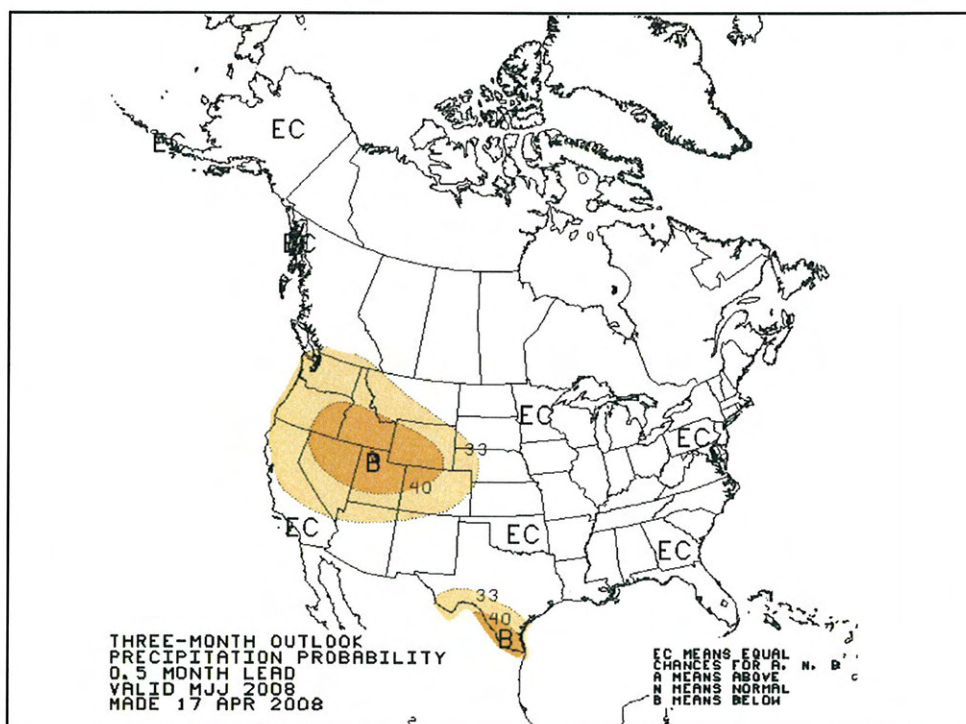 EC
EC
EC
EC
EC
33
B
40
EC
EC
EC
33
40
B
THREE-MONTH OUTLOOK
PRECIPITATION PROBABILITY
0.5 MONTH LEAD
VALID MJJ 2008
MADE 17 APR 2008
EC MEANS EQUAL
CHANCES FOR A, N, B
A MEANS ABOVE
N MEANS NORMAL
B MEANS BELOW